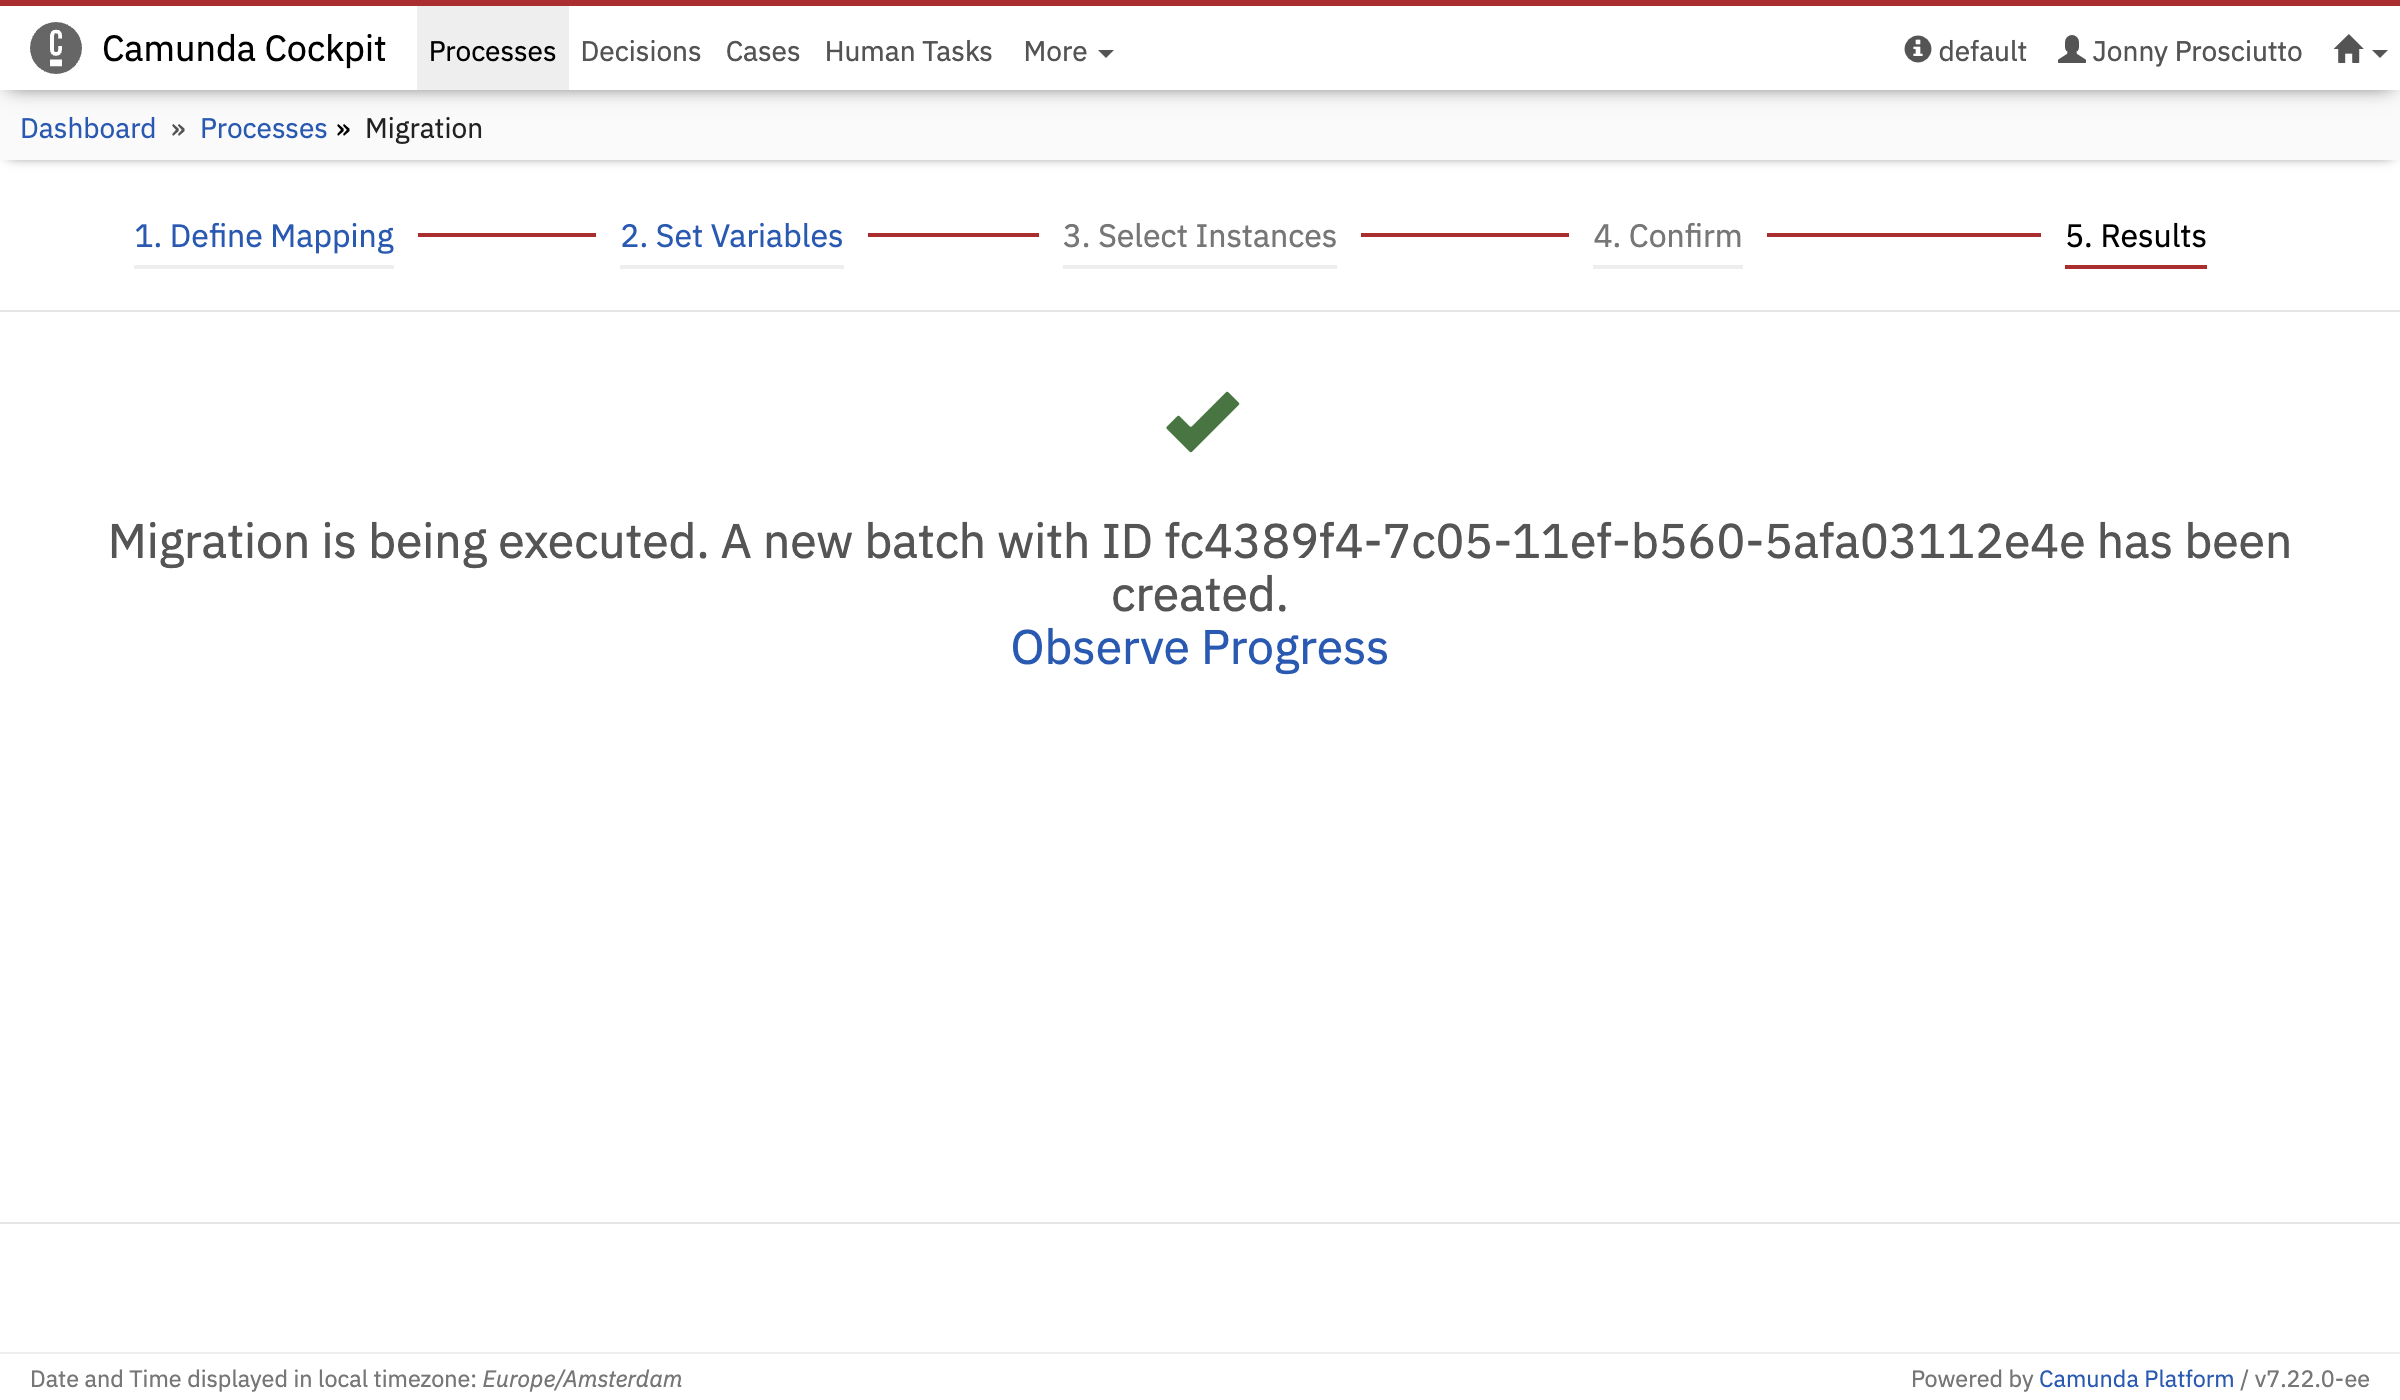 Camunda Cockpit Processes Decisions Cases Human Tasks More default Jonny Prosciutto
Dashboard » Processes » Migration
1. Define Mapping 2. Set Variables 3. Select Instances 4. Confirm 5. Results
Migration is being executed. A new batch with ID fc4389f4-7c05-11ef-b560-5afa03112e4e has been
created.
Observe Progress
Date and Time displayed in local timezone: Europe/Amsterdam Powered by Camunda Platform / v7.22.0-ee